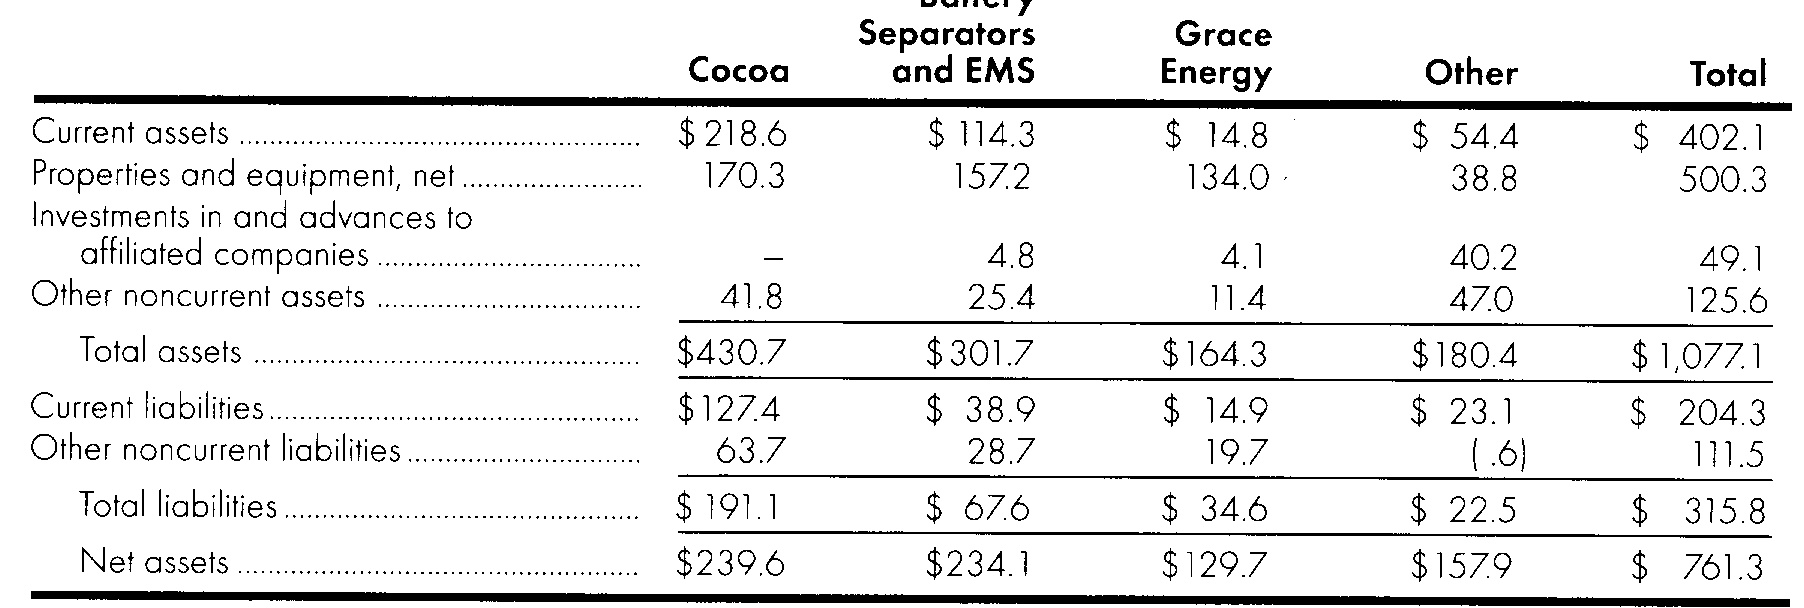 Battery
Separators Grace
Cocoa and EMS Energy Other Total
Current assets $218.6 $114.3 $14.8 $54.4 $402.1
Properties and equipment, net 170.3 157.2 134.0 38.8 500.3
Investments in and advances to
affiliated companies – 4.8 4.1 40.2 49.1
Other noncurrent assets 41.8 25.4 11.4 47.0 125.6
Total assets $430.7 $301.7 $164.3 $180.4 $1,077.1
Current liabilities $127.4 $38.9 $14.9 $23.1 $204.3
Other noncurrent liabilities 63.7 28.7 19.7 (.6) 111.5
Total liabilities $191.1 $67.6 $34.6 $22.5 $315.8
Net assets $239.6 $234.1 $129.7 $157.9 $761.3